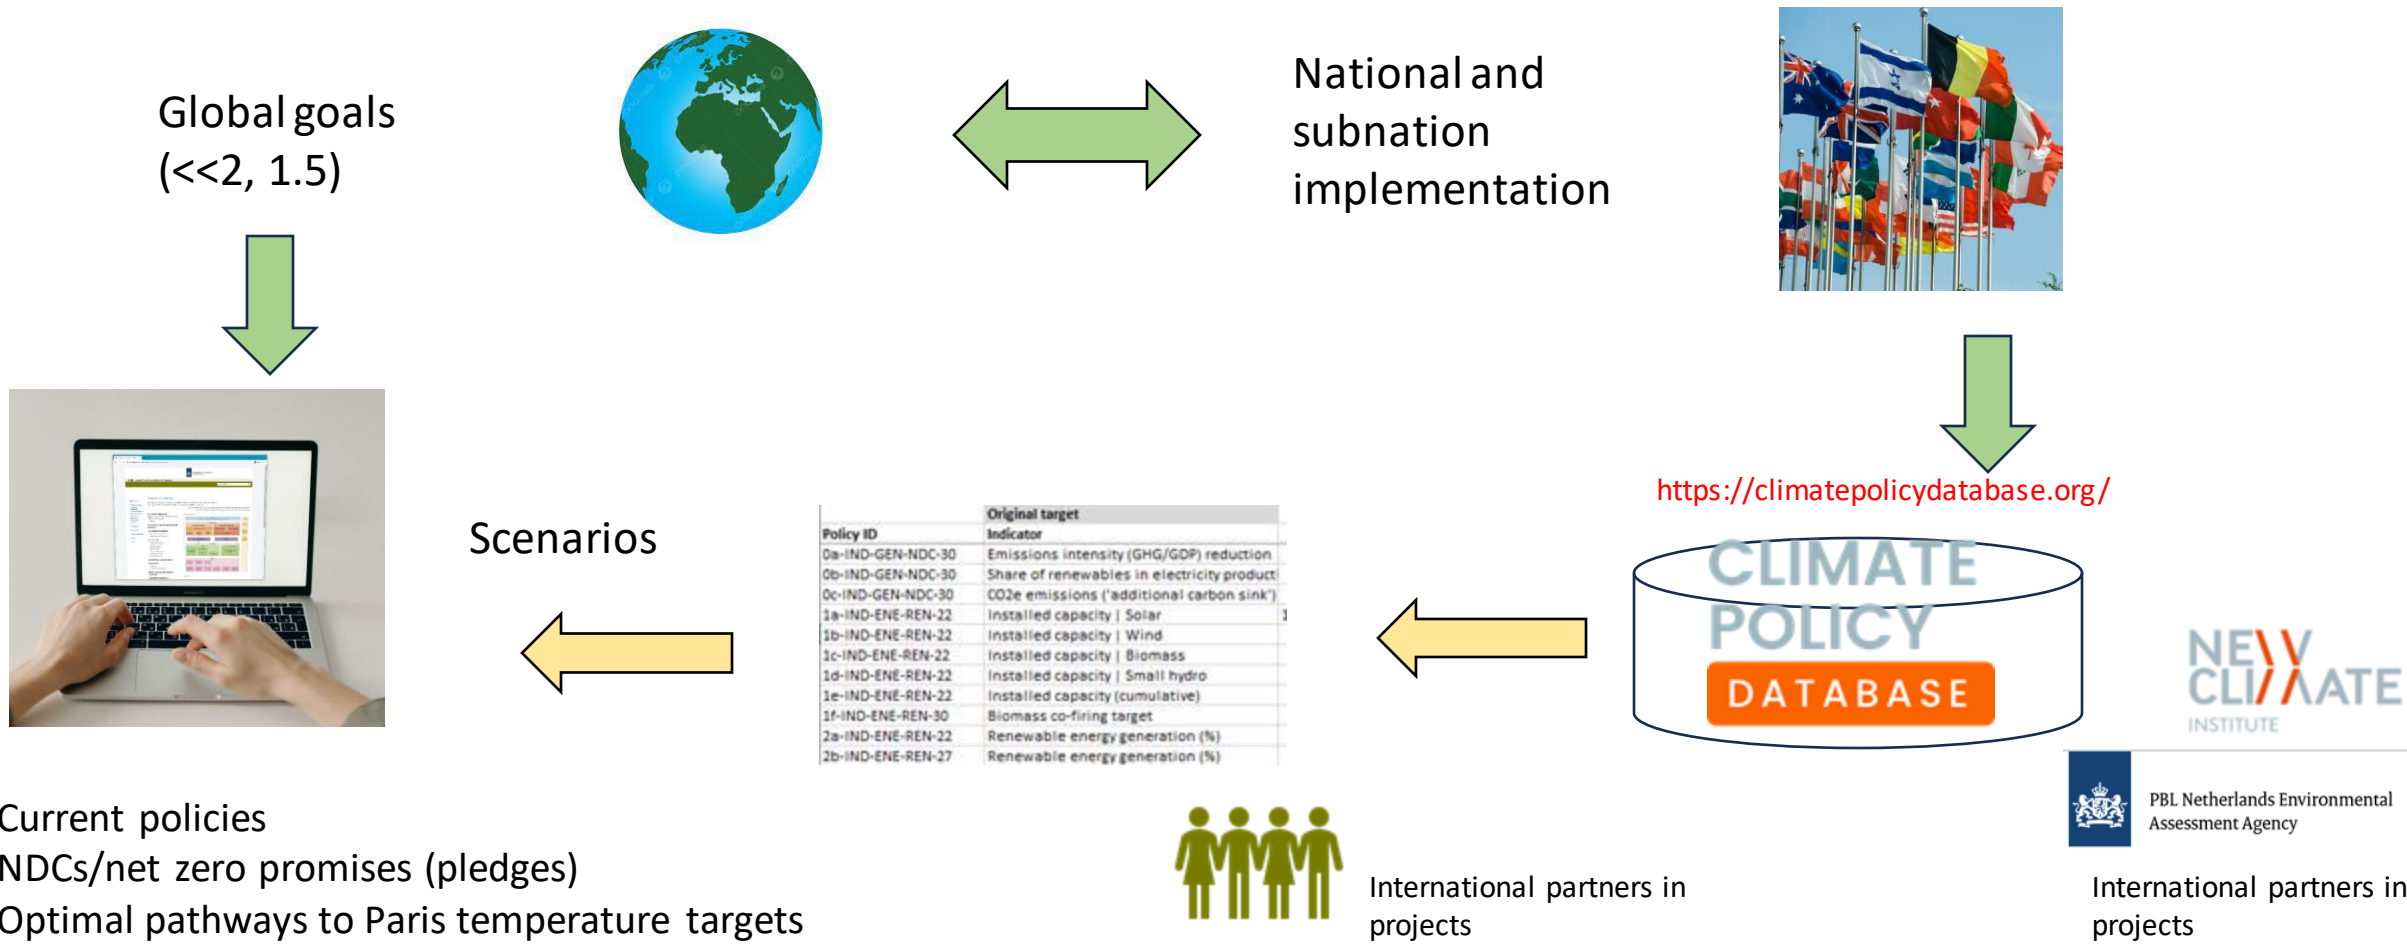 Global goals
(<<2, 1.5)
National and
subnation
implementation
https://climatepolicydatabase.org/
CLIMATE
POLICY
DATABASE
NEW
CLIMATE
INSTITUTE
PBL Netherlands Environmental
Assessment Agency
International partners in
projects
Scenarios
Original target
Policy ID Indicator
0a-IND-GEN-NDC-30 Emissions intensity (GHG/GDP) reduction
0b-IND-GEN-NDC-30 Share of renewables in electricity product
0c-IND-GEN-NDC-30 CO2e emissions ('additional carbon sink')
1a-IND-ENE-REN-22 Installed capacity | Solar
1b-IND-ENE-REN-22 Installed capacity | Wind
1c-IND-ENE-REN-22 Installed capacity | Biomass
1d-IND-ENE-REN-22 Installed capacity | Small hydro
1e-IND-ENE-REN-22 Installed capacity (cumulative)
1f-IND-ENE-REN-30 Biomass co-firing target
2a-IND-ENE-REN-22 Renewable energy generation (%)
2b-IND-ENE-REN-27 Renewable energy generation (%)
International partners in
projects
Current policies
NDCs/net zero promises (pledges)
Optimal pathways to Paris temperature targets